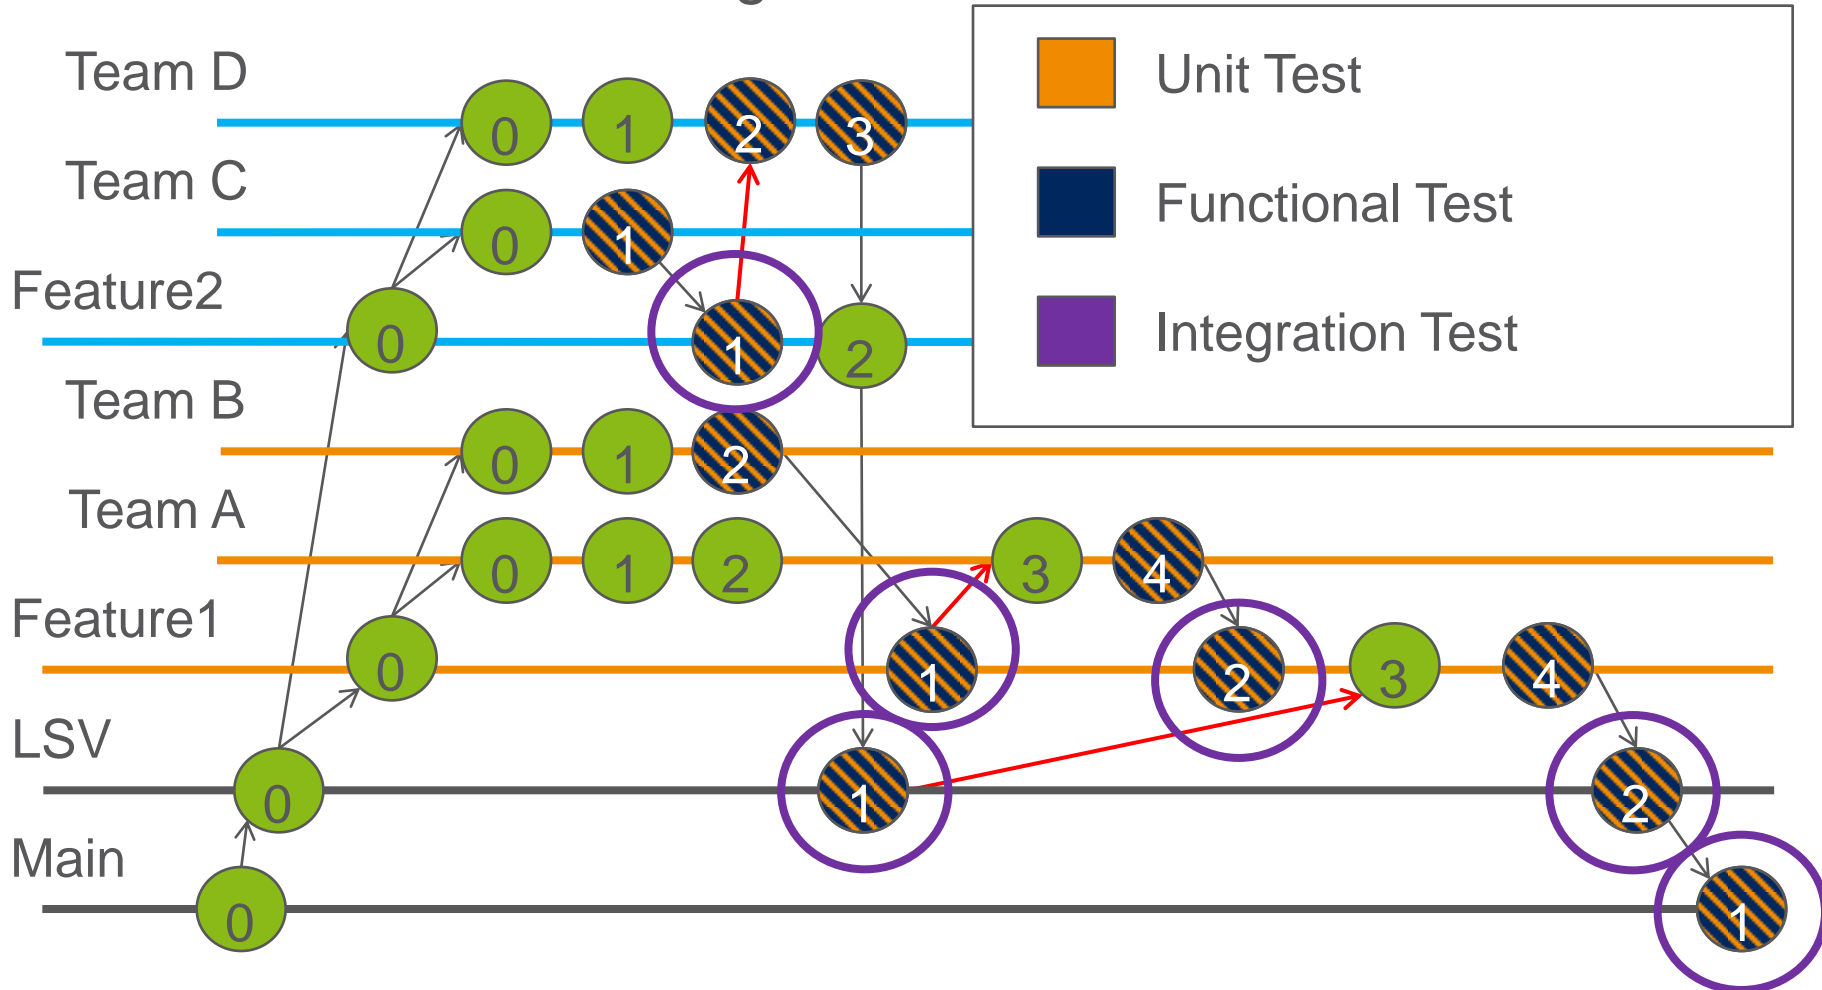 Team D
0 1 2 3
Unit Test
Team C
0 1
Functional Test
Feature2
0 1 2
Integration Test
Team B
0 1 2
Team A
0 1 2 3 4
Feature1
0 1 2 3 4
LSV
0 1 2
Main
0 1